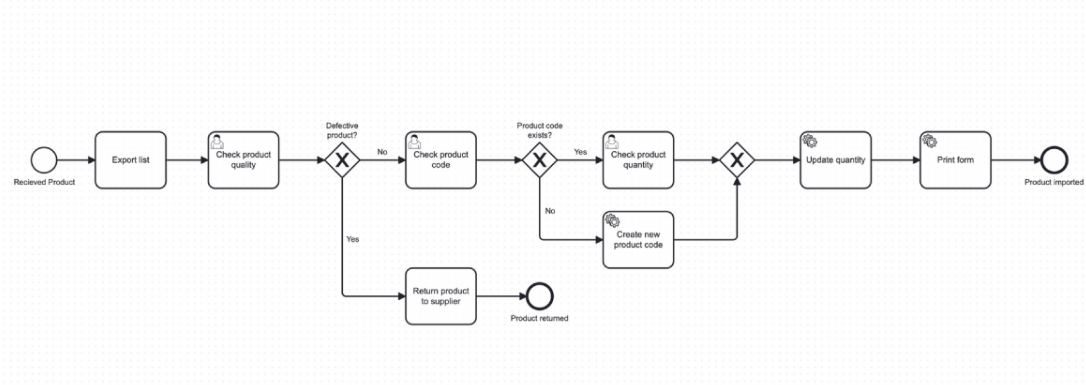 Defective
product?
Product code
exists?
Export list
Check product
quality
No
Check product
code
Yes
Check product
quantity
Update quantity
Print form
Recieved Product
Product imported
No
Create new
product code
Yes
Return product
to supplier
Product returned